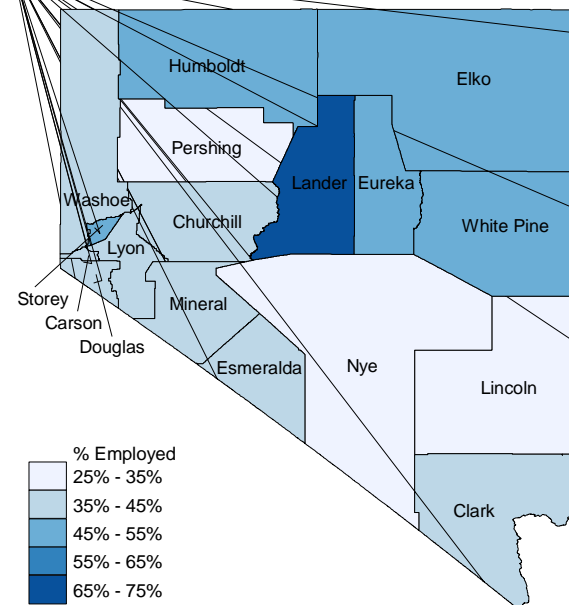 Humboldt
Elko
Pershing
Lander
Eureka
Washoe
Churchill
White Pine
Lyon
Storey
Mineral
Carson
Douglas
Esmeralda
Nye
Lincoln
% Employed
25% - 35%
35% - 45%
45% - 55%
55% - 65%
65% - 75%
Clark